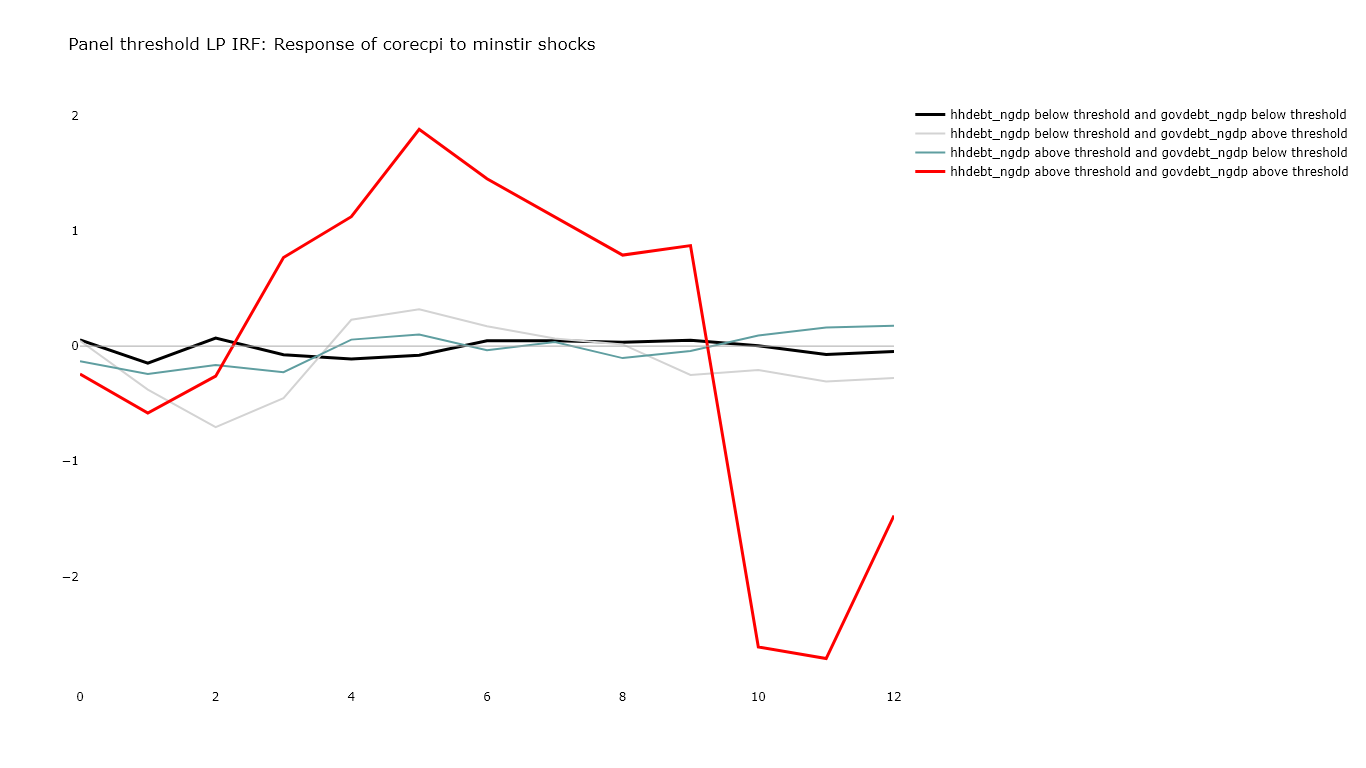 Panel threshold LP IRF: Response of corecpi to minstir shocks
2
1
0
−1
−2
0 2 4 6 8 10 12
hhdebt_ngdp below threshold and govdebt_ngdp below threshold
hhdebt_ngdp below threshold and govdebt_ngdp above threshold
hhdebt_ngdp above threshold and govdebt_ngdp below threshold
hhdebt_ngdp above threshold and govdebt_ngdp above threshold